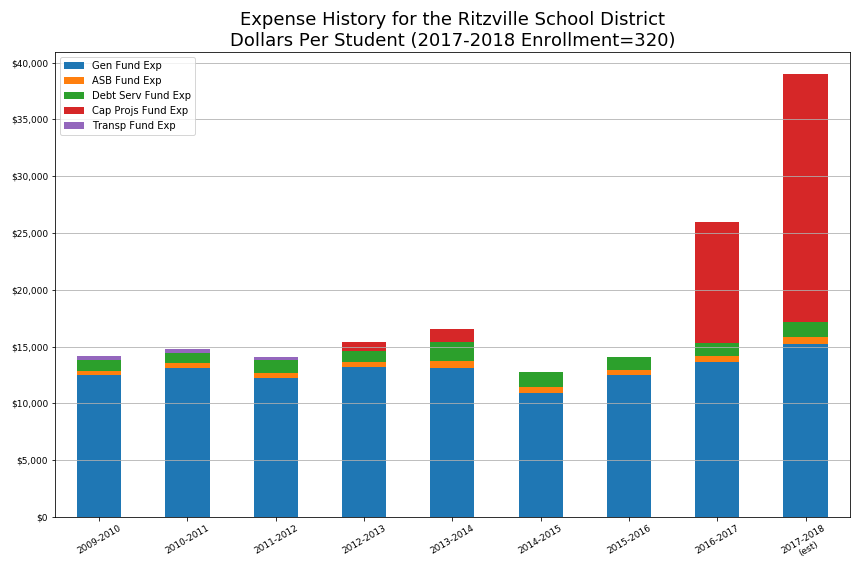 Expense History for the Ritzville School District
Dollars Per Student (2017-2018 Enrollment=320)
Gen Fund Exp
ASB Fund Exp
Debt Serv Fund Exp
Cap Projs Fund Exp
Transp Fund Exp
$40,000
$35,000
$30,000
$25,000
$20,000
$15,000
$10,000
$5,000
$0
2009-2010
2010-2011
2011-2012
2012-2013
2013-2014
2014-2015
2015-2016
2016-2017
2017-2018
(est)